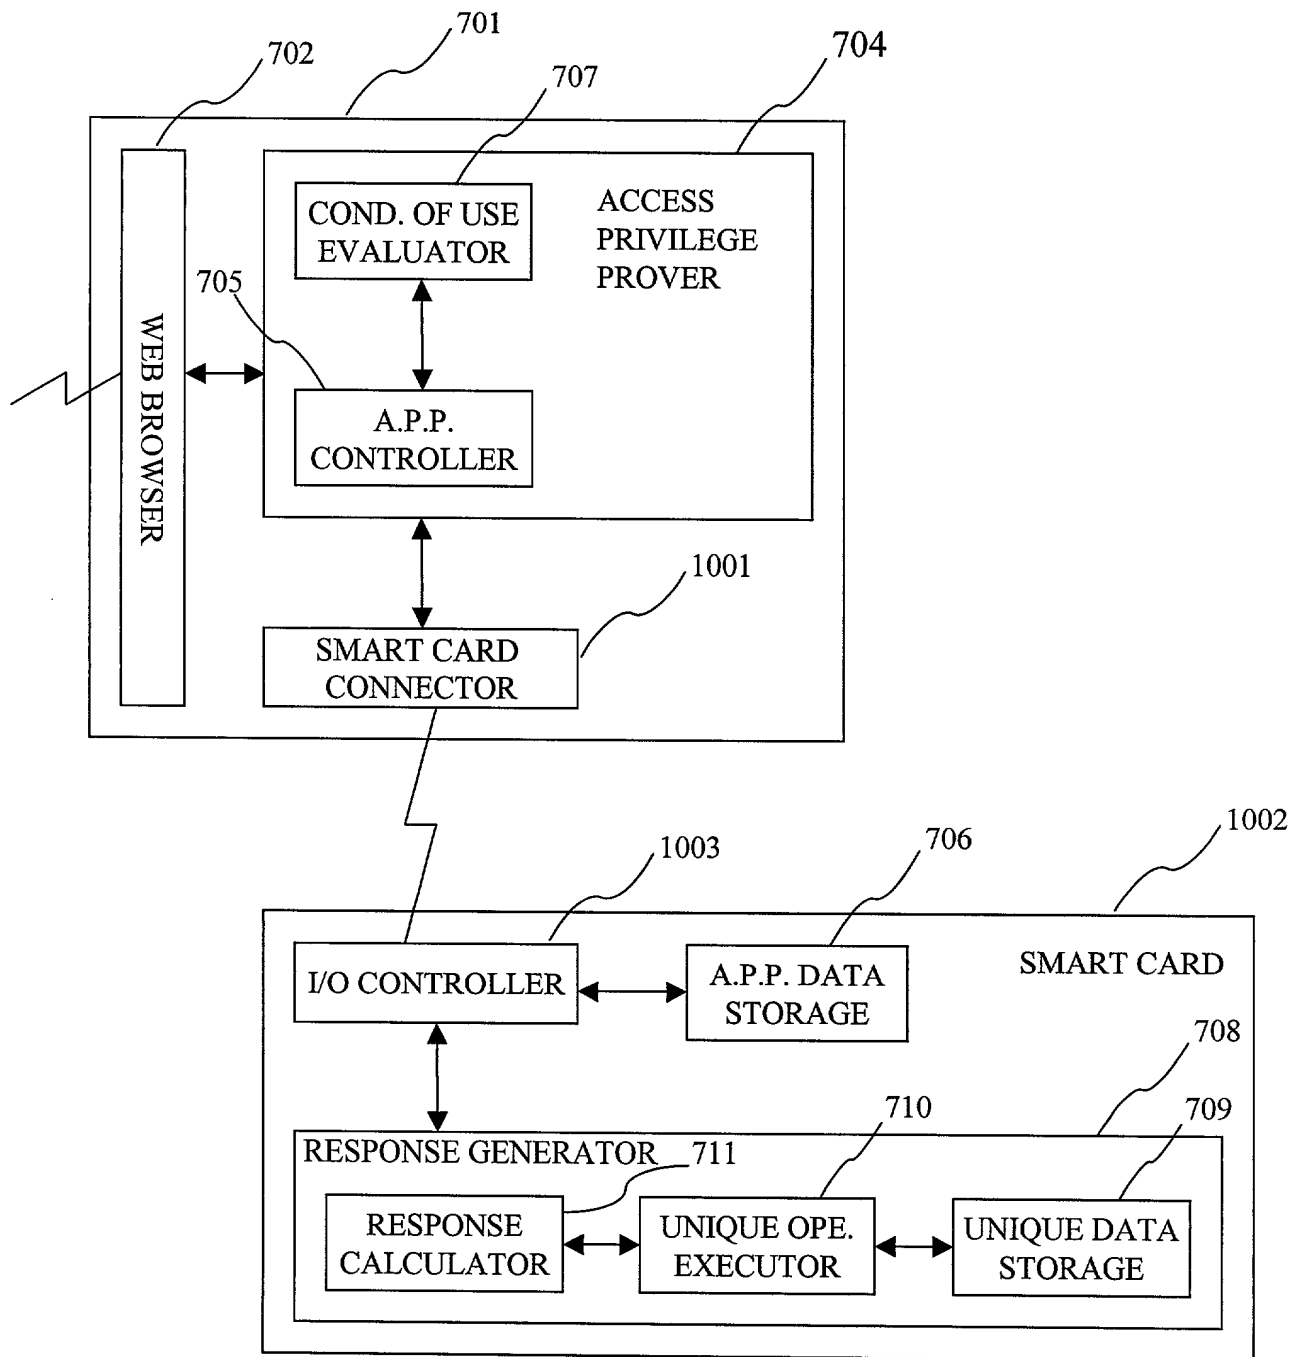 701
702
704
707
COND. OF USE
EVALUATOR
ACCESS
PRIVILEGE
PROVER
705
WEB BROWSER
A.P.P.
CONTROLLER
1001
SMART CARD
CONNECTOR
1002
1003
706
I/O CONTROLLER
A.P.P. DATA
STORAGE
SMART CARD
708
710
709
RESPONSE GENERATOR
711
RESPONSE
CALCULATOR
UNIQUE OPE.
EXECUTOR
UNIQUE DATA
STORAGE